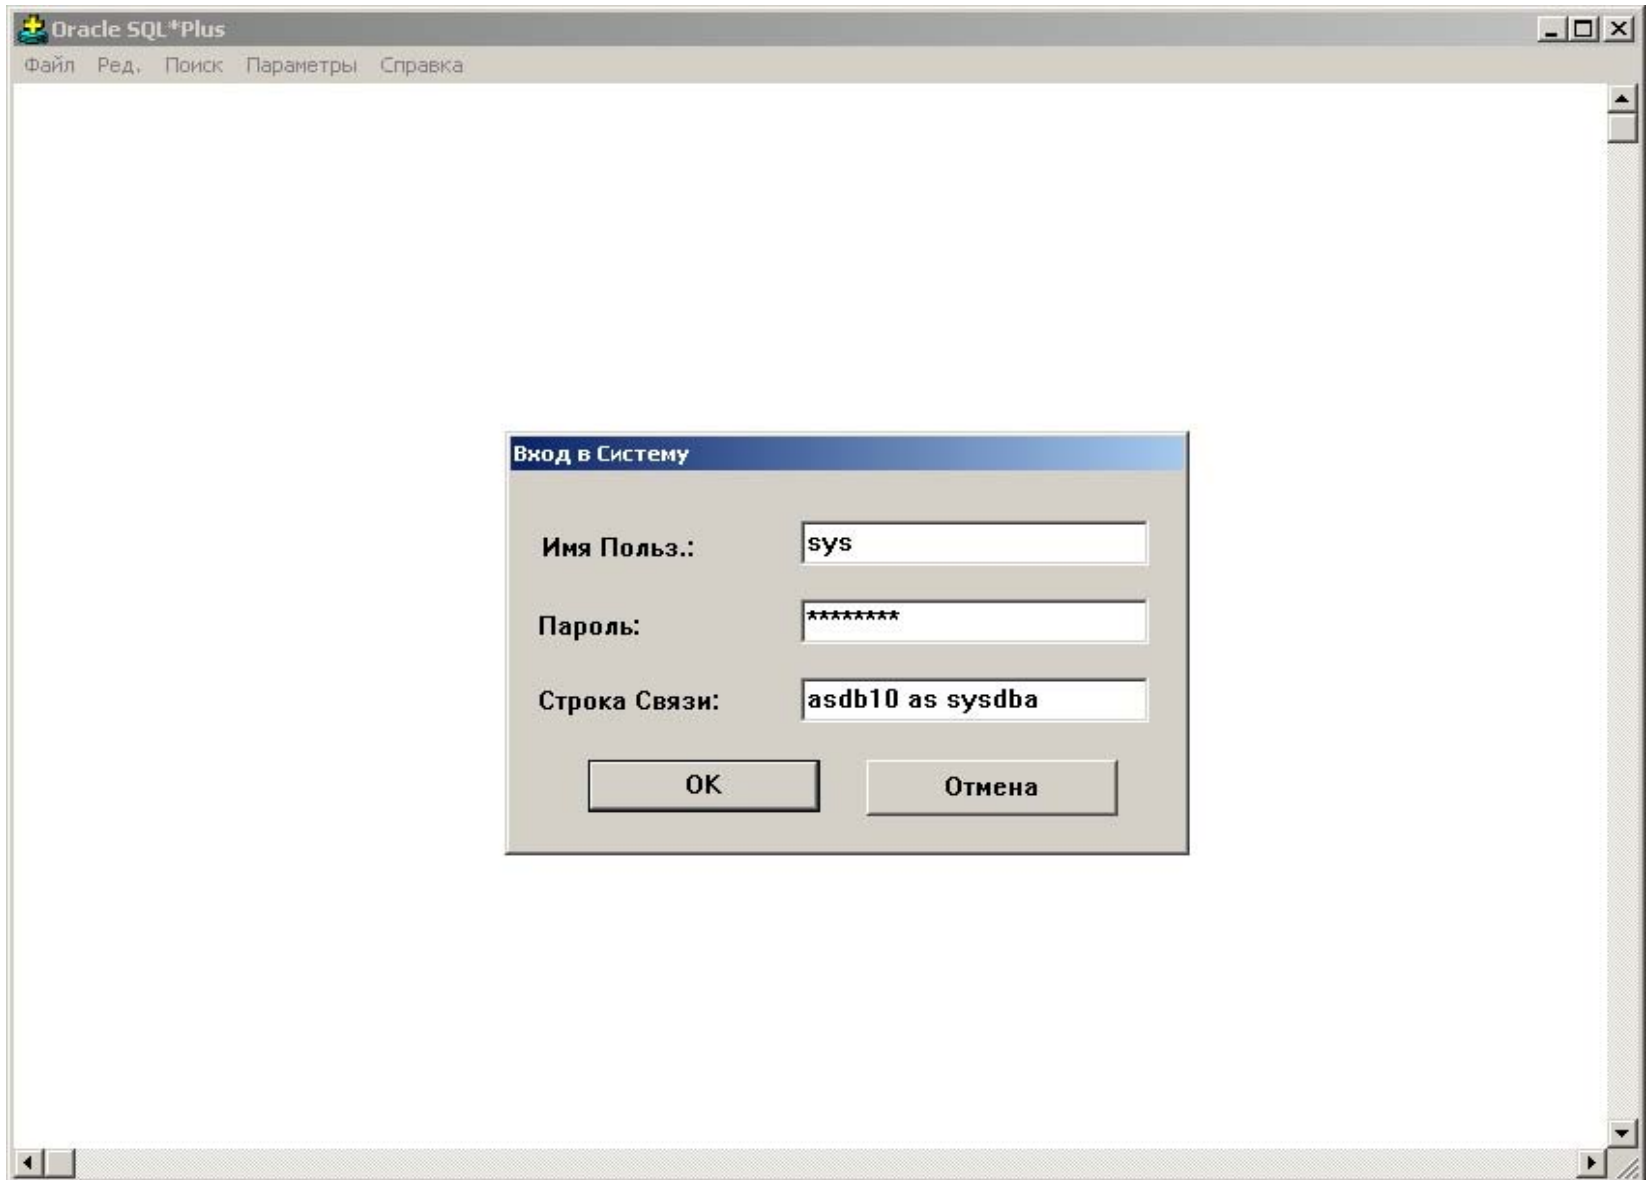 Oracle SQL*Plus
Файл Ред. Поиск Параметры Справка
Вход в Систему
Имя Польз.: sys
Пароль: ********
Строка Связи: asdb10 as sysdba
OK Отмена